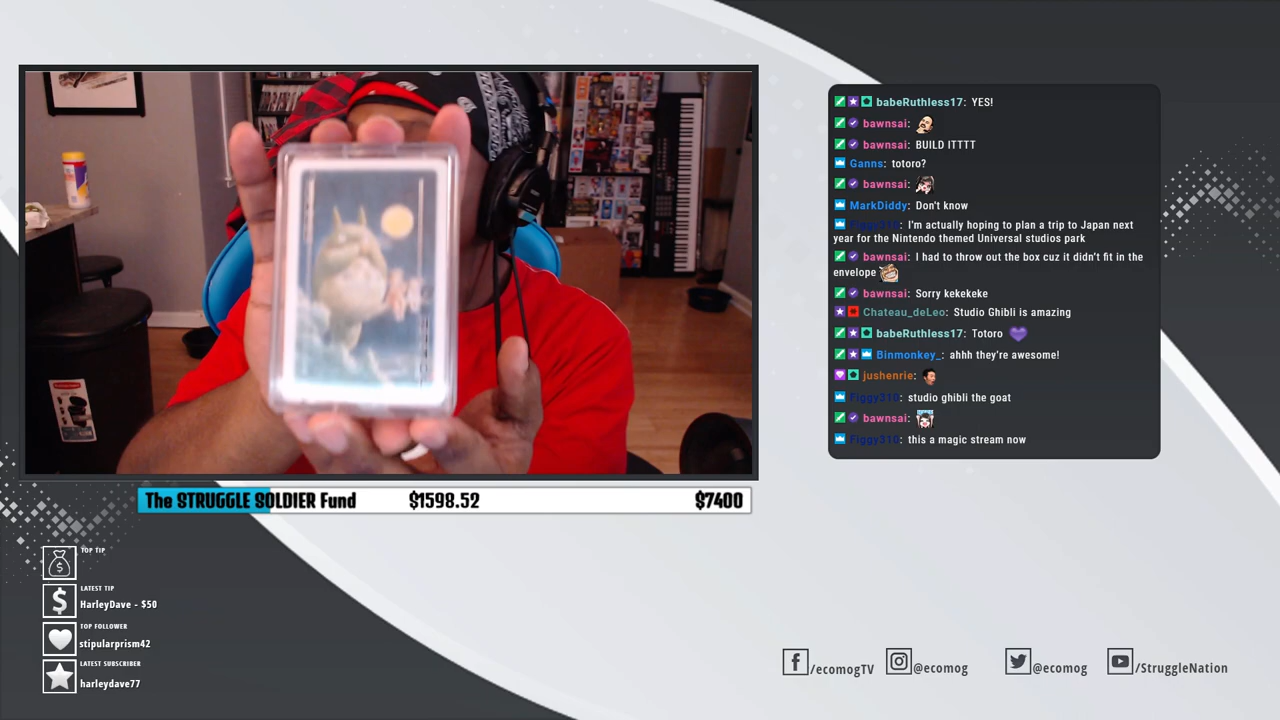 babeRuthless17: YES!
bawnsai:
bawnsai: BUILD ITTTT
Ganns: totoro?
bawnsai:
MarkDiddy: Don't know
Figgy310: I'm actually hoping to plan a trip to Japan next
year for the Nintendo themed Universal studios park
bawnsai: I had to throw out the box cuz it didn't fit in the
envelope
bawnsai: Sorry kekekeke
Chateau_deLeo: Studio Ghibli is amazing
babeRuthless17: Totoro
Binmonkey_: ahhh they're awesome!
jushenrie:
Figgy310: studio ghibli the goat
bawnsai:
Figgy310: this a magic stream now
The STRUGGLE SOLDIER Fund $1598.52 $7400
TOP TIP
$
LATEST TIP
$ HarleyDave - $50
TOP FOLLOWER
stipularprism42
LATEST SUBSCRIBER
harleydave77
f /ecomogTV @ecomog @ecomog /StruggleNation